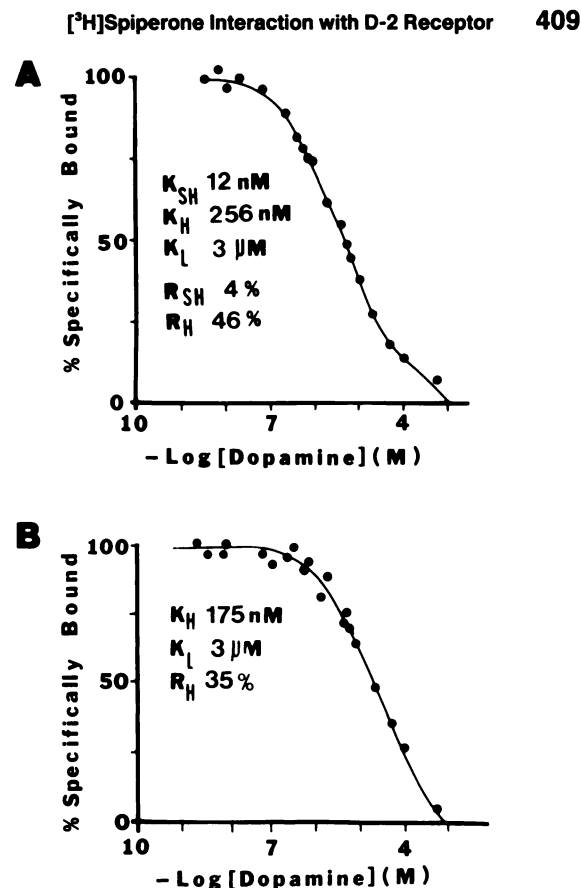 [³H]Spiperone Interaction with D-2 Receptor 409
A
% Specifically Bound
100
50
0
K_SH 12 nM
K_H 256 nM
K_L 3 µM
R_SH 4 %
R_H 46 %
10 7 4
– Log [Dopamine] (M)
B
% Specifically Bound
100
50
0
K_H 175 nM
K_L 3 µM
R_H 35 %
10 7 4
– Log [Dopamine] (M)